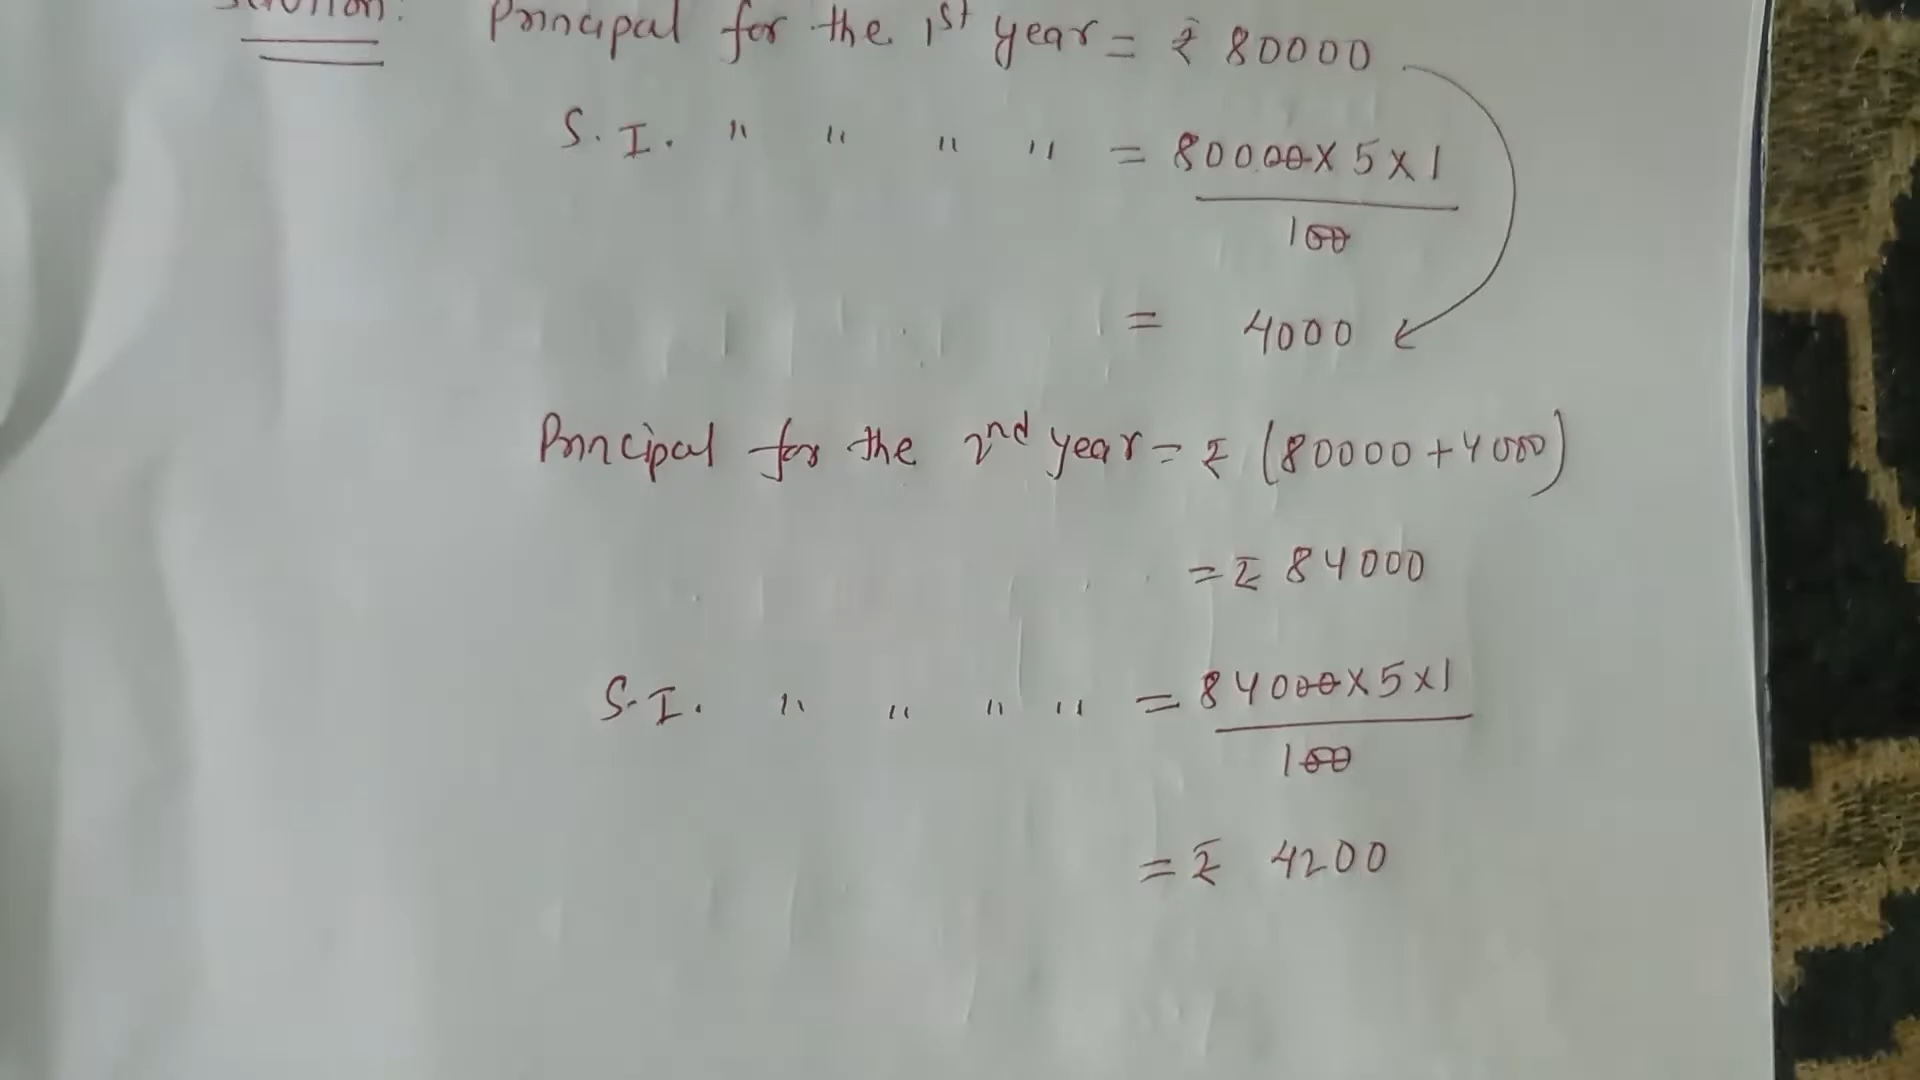 Solution: Principal for the 1st year = ₹ 80000
S. I. " " " " = 80000 x 5 x 1
100
= 4000
Principal for the 2nd year = ₹ (80000 + 4000)
= ₹ 84000
S. I. " " " " = 84000 x 5 x 1
100
= ₹ 4200